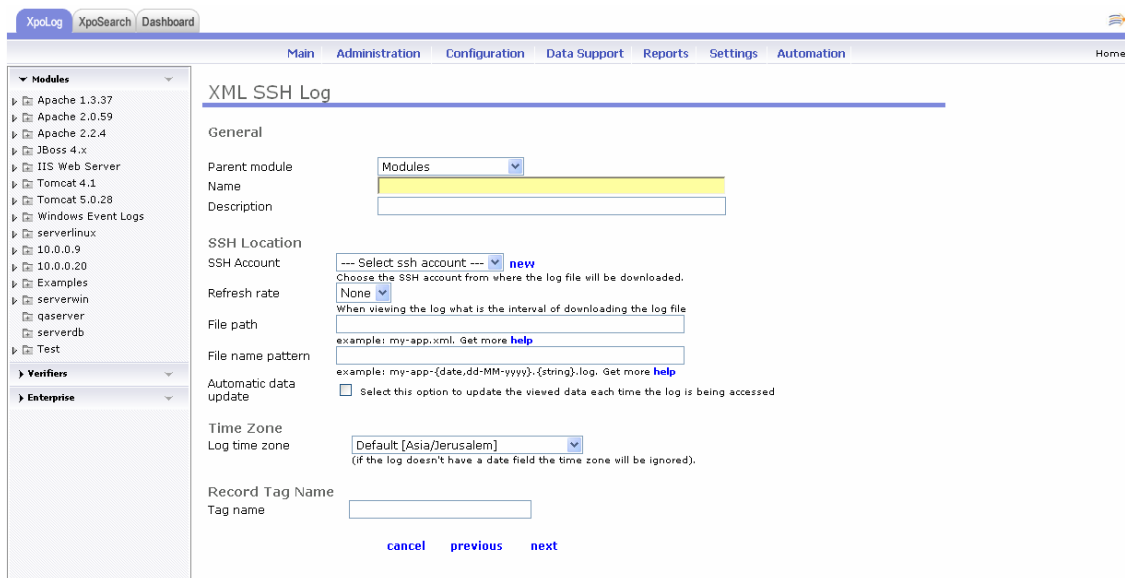 XpoLog XpoSearch Dashboard
Main Administration Configuration Data Support Reports Settings Automation Home
Modules
Apache 1.3.37
Apache 2.0.59
Apache 2.2.4
JBoss 4.x
IIS Web Server
Tomcat 4.1
Tomcat 5.0.28
Windows Event Logs
serverlinux
10.0.0.9
10.0.0.20
Examples
serverwin
qaserver
serverdb
Test
Verifiers
Enterprise
XML SSH Log
General
Parent module Modules
Name
Description
SSH Location
SSH Account --- Select ssh account --- new
Choose the SSH account from where the log file will be downloaded.
Refresh rate None
When viewing the log what is the interval of downloading the log file
File path
example: my-app.xml. Get more help
File name pattern
example: my-app-{date,dd-MM-yyyy}.{string}.log. Get more help
Automatic data
update Select this option to update the viewed data each time the log is being accessed
Time Zone
Log time zone Default [Asia/Jerusalem]
(if the log doesn't have a date field the time zone will be ignored).
Record Tag Name
Tag name
cancel previous next